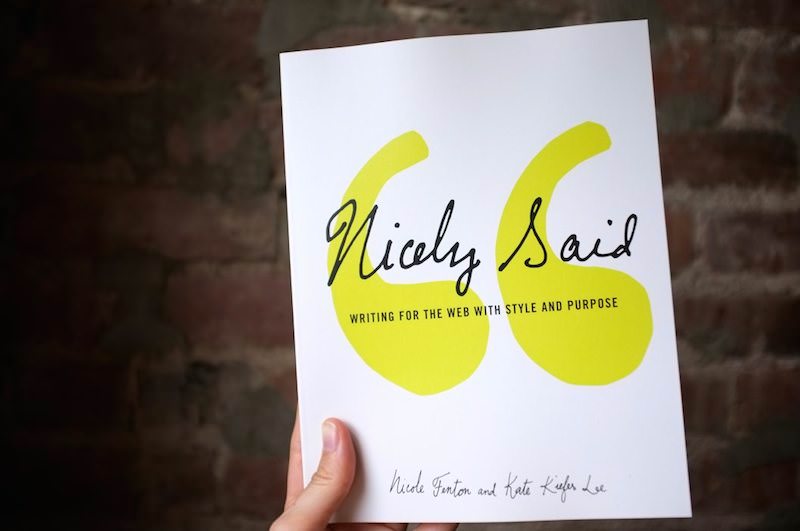 Nicely Said
WRITING FOR THE WEB WITH STYLE AND PURPOSE
Nicole Fenton and Kate Kiefer Lee